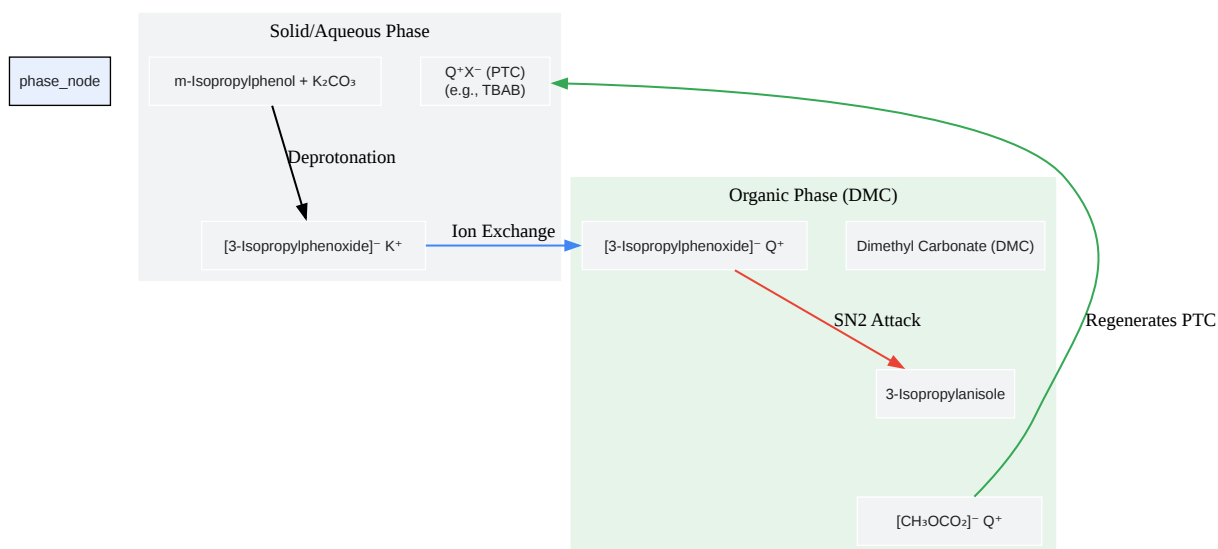 Solid/Aqueous Phase
phase_node
m-Isopropylphenol + K₂CO₃
Q⁺X⁻ (PTC)
(e.g., TBAB)
Deprotonation
Organic Phase (DMC)
[3-Isopropylphenoxide]⁻ K⁺
Ion Exchange
[3-Isopropylphenoxide]⁻ Q⁺
Dimethyl Carbonate (DMC)
SN2 Attack
Regenerates PTC
3-Isopropylanisole
[CH₃OCO₂]⁻ Q⁺